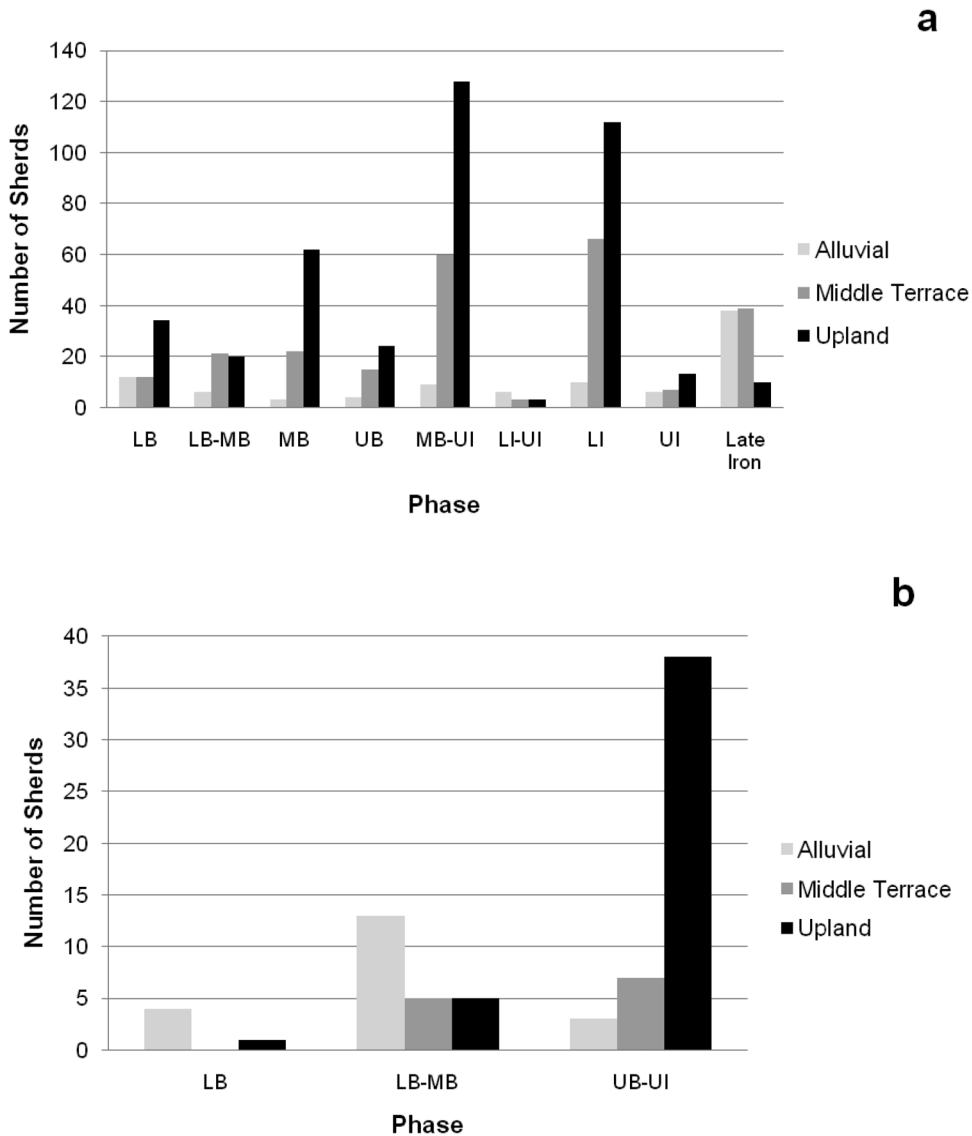 a
140
120
100
80
60
40
20
0
Number of Sherds
LB LB-MB MB UB MB-UI LI-UI LI UI Late
Iron
Phase
Alluvial
Middle Terrace
Upland
b
40
35
30
25
20
15
10
5
0
Number of Sherds
LB LB-MB UB-UI
Phase
Alluvial
Middle Terrace
Upland